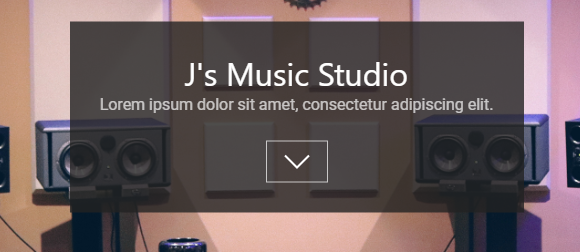 J's Music Studio
Lorem ipsum dolor sit amet, consectetur adipiscing elit.